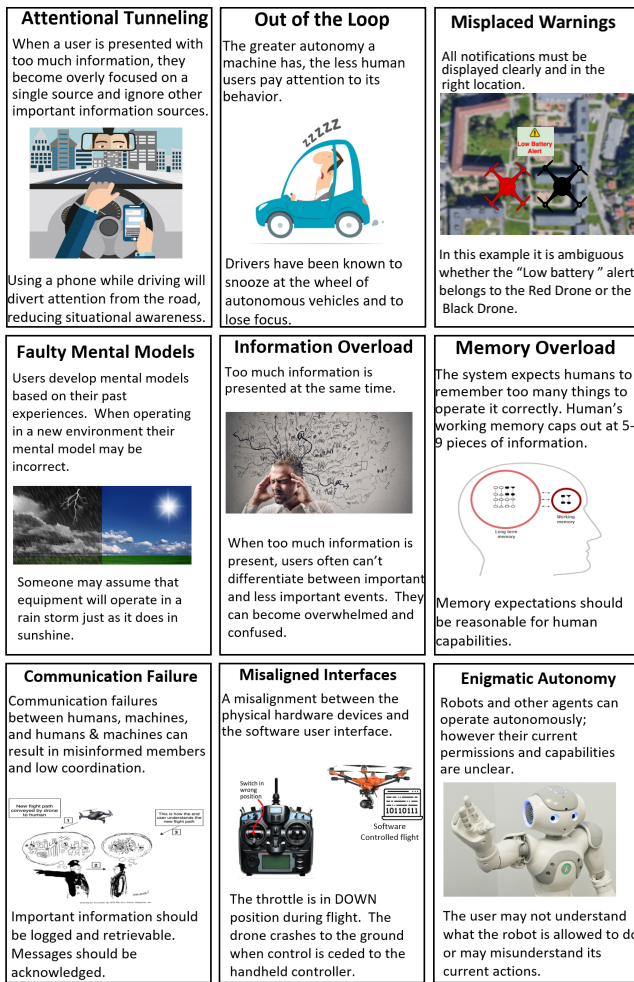 Attentional Tunneling
When a user is presented with
too much information, they
become overly focused on a
single source and ignore other
important information sources.
Using a phone while driving will
divert attention from the road,
reducing situational awareness.
Out of the Loop
The greater autonomy a
machine has, the less human
users pay attention to its
behavior.
zzzzz
Drivers have been known to
snooze at the wheel of
autonomous vehicles and to
lose focus.
Misplaced Warnings
All notifications must be
displayed clearly and in the
right location.
Low Battery
Alert
In this example it is ambiguous
whether the “Low battery ” alert
belongs to the Red Drone or the
Black Drone.
Faulty Mental Models
Users develop mental models
based on their past
experiences. When operating
in a new environment their
mental model may be
incorrect.
Someone may assume that
equipment will operate in a
rain storm just as it does in
sunshine.
Information Overload
Too much information is
presented at the same time.
When too much information is
present, users often can’t
differentiate between important
and less important events. They
can become overwhelmed and
confused.
Memory Overload
The system expects humans to
remember too many things to
operate it correctly. Human’s
working memory caps out at 5-
9 pieces of information.
Long term
memory
Working
memory
Memory expectations should
be reasonable for human
capabilities.
Communication Failure
Communication failures
between humans, machines,
and humans & machines can
result in misinformed members
and low coordination.
New flight path
conveyed by drone
to human
1
This is how the end
user understands the
new flight path
3
2
Important information should
be logged and retrievable.
Messages should be
acknowledged.
Misaligned Interfaces
A misalignment between the
physical hardware devices and
the software user interface.
Switch in
wrong
position
10110111
Software
Controlled flight
The throttle is in DOWN
position during flight. The
drone crashes to the ground
when control is ceded to the
handheld controller.
Enigmatic Autonomy
Robots and other agents can
operate autonomously;
however their current
permissions and capabilities
are unclear.
The user may not understand
what the robot is allowed to do
or may misunderstand its
current actions.